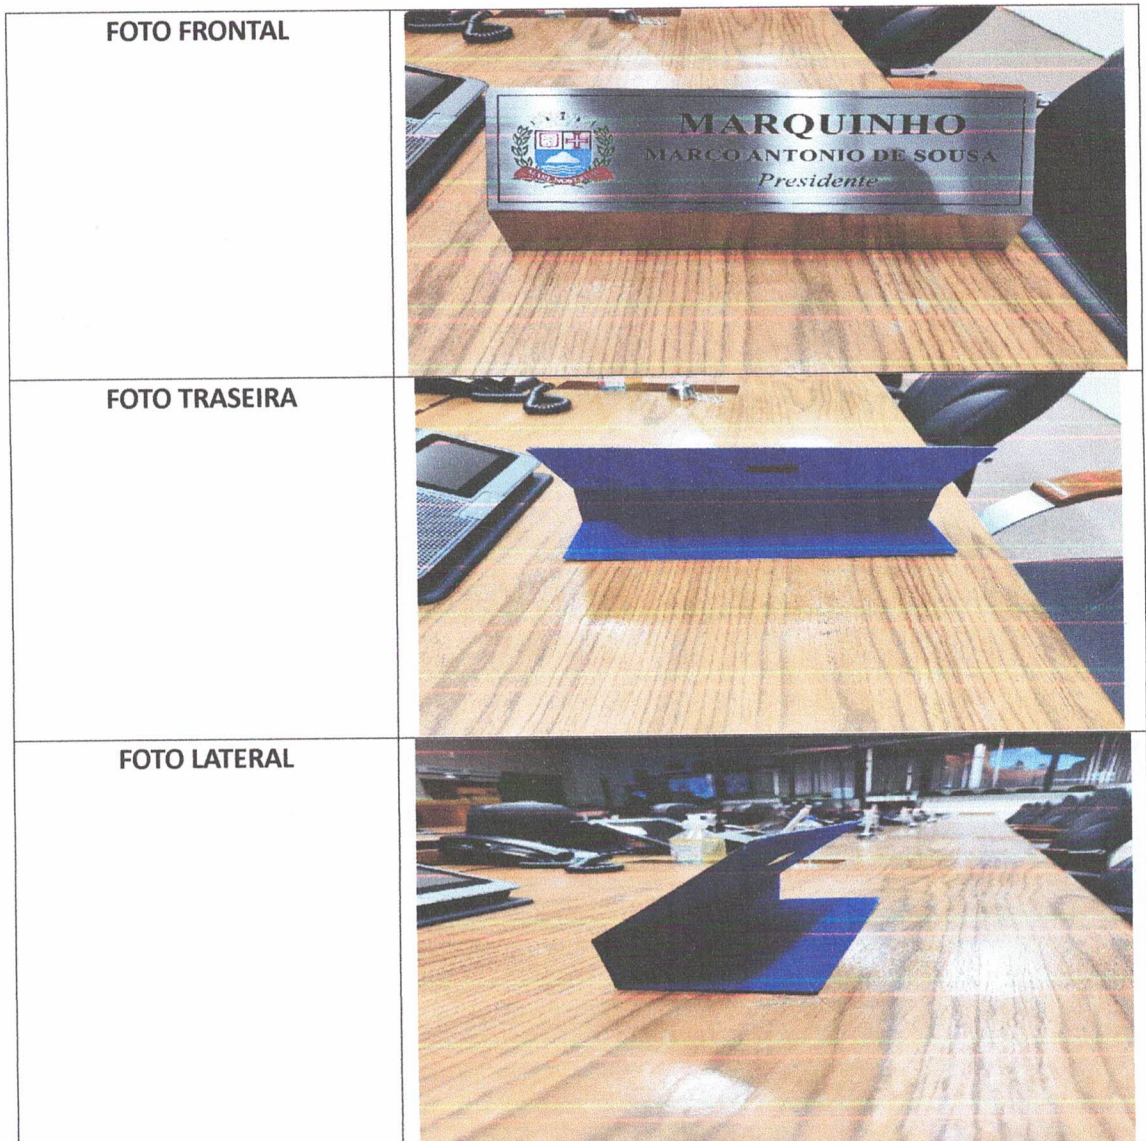 FOTO FRONTAL
MARQUINHO
MARCO ANTONIO DE SOUSA
Presidente
FOTO TRASEIRA
FOTO LATERAL